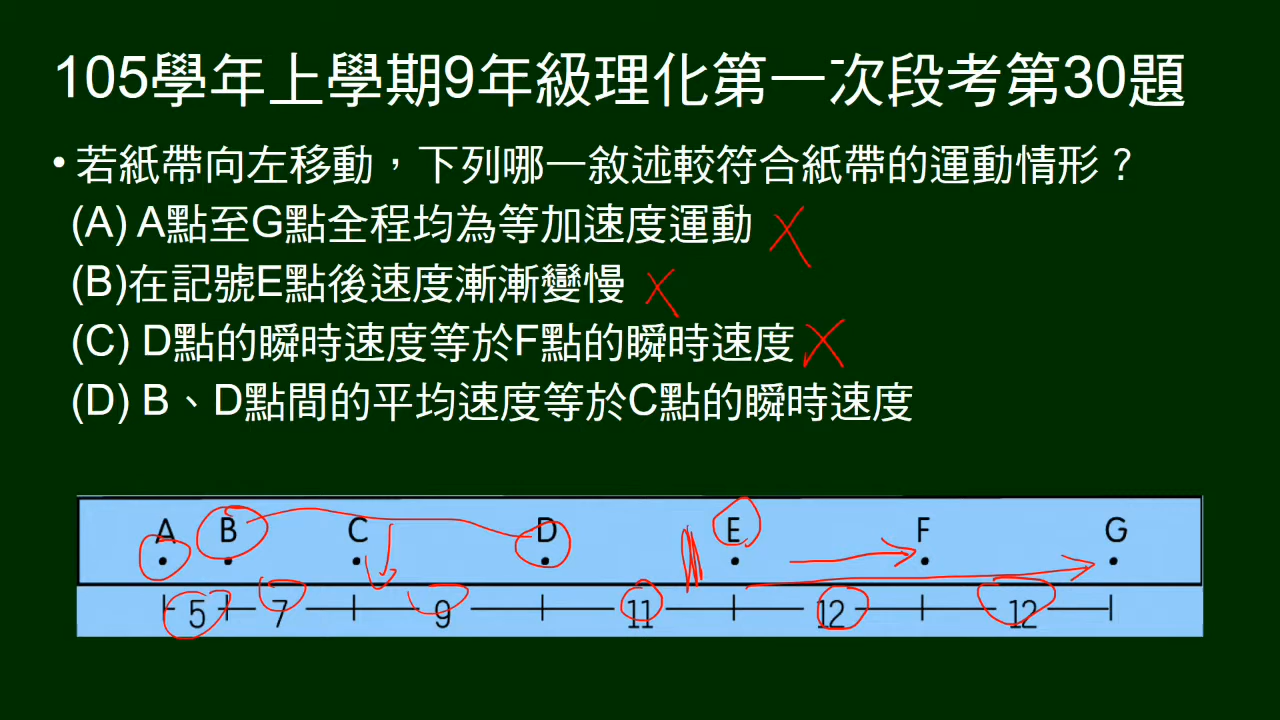 105學年上學期9年級理化第一次段考第30題
• 若紙帶向左移動，下列哪一敘述較符合紙帶的運動情形？
(A) A點至G點全程均為等加速度運動
(B)在記號E點後速度漸漸變慢
(C) D點的瞬時速度等於F點的瞬時速度
(D) B、D點間的平均速度等於C點的瞬時速度
A B C D E F G
5 7 9 11 12 12